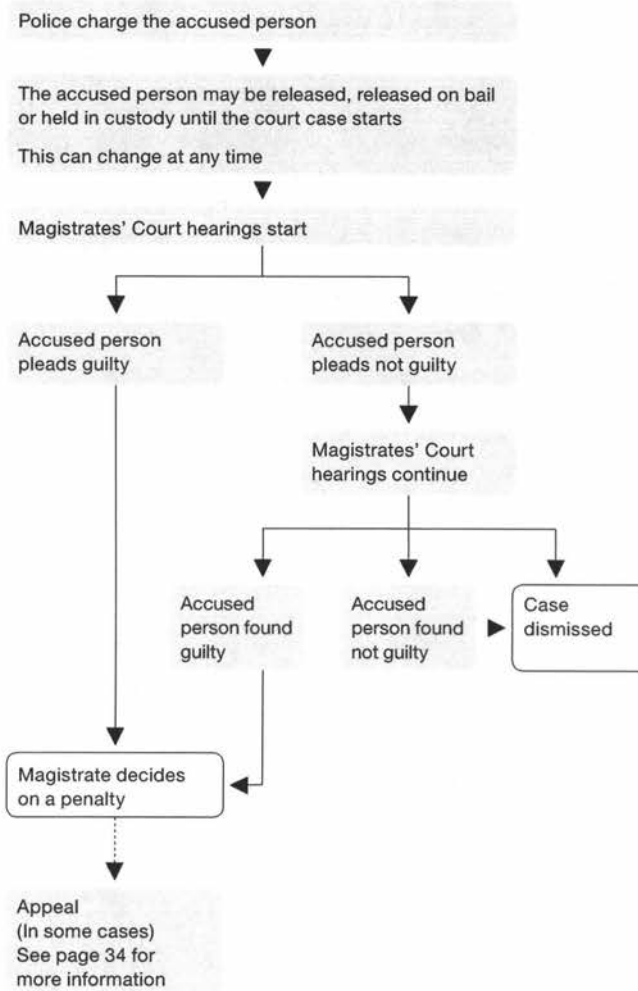 Police charge the accused person
The accused person may be released, released on bail
or held in custody until the court case starts
This can change at any time
Magistrates' Court hearings start
Accused person
pleads guilty
Accused person
pleads not guilty
Magistrates' Court
hearings continue
Accused
person found
guilty
Accused
person found
not guilty
Case
dismissed
Magistrate decides
on a penalty
Appeal
(In some cases)
See page 34 for
more information